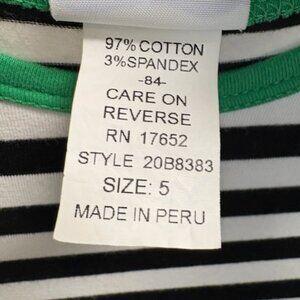 97% COTTON
3%SPANDEX
-84-
CARE ON
REVERSE
RN 17652
STYLE 20B8383
SIZE: 5
MADE IN PERU